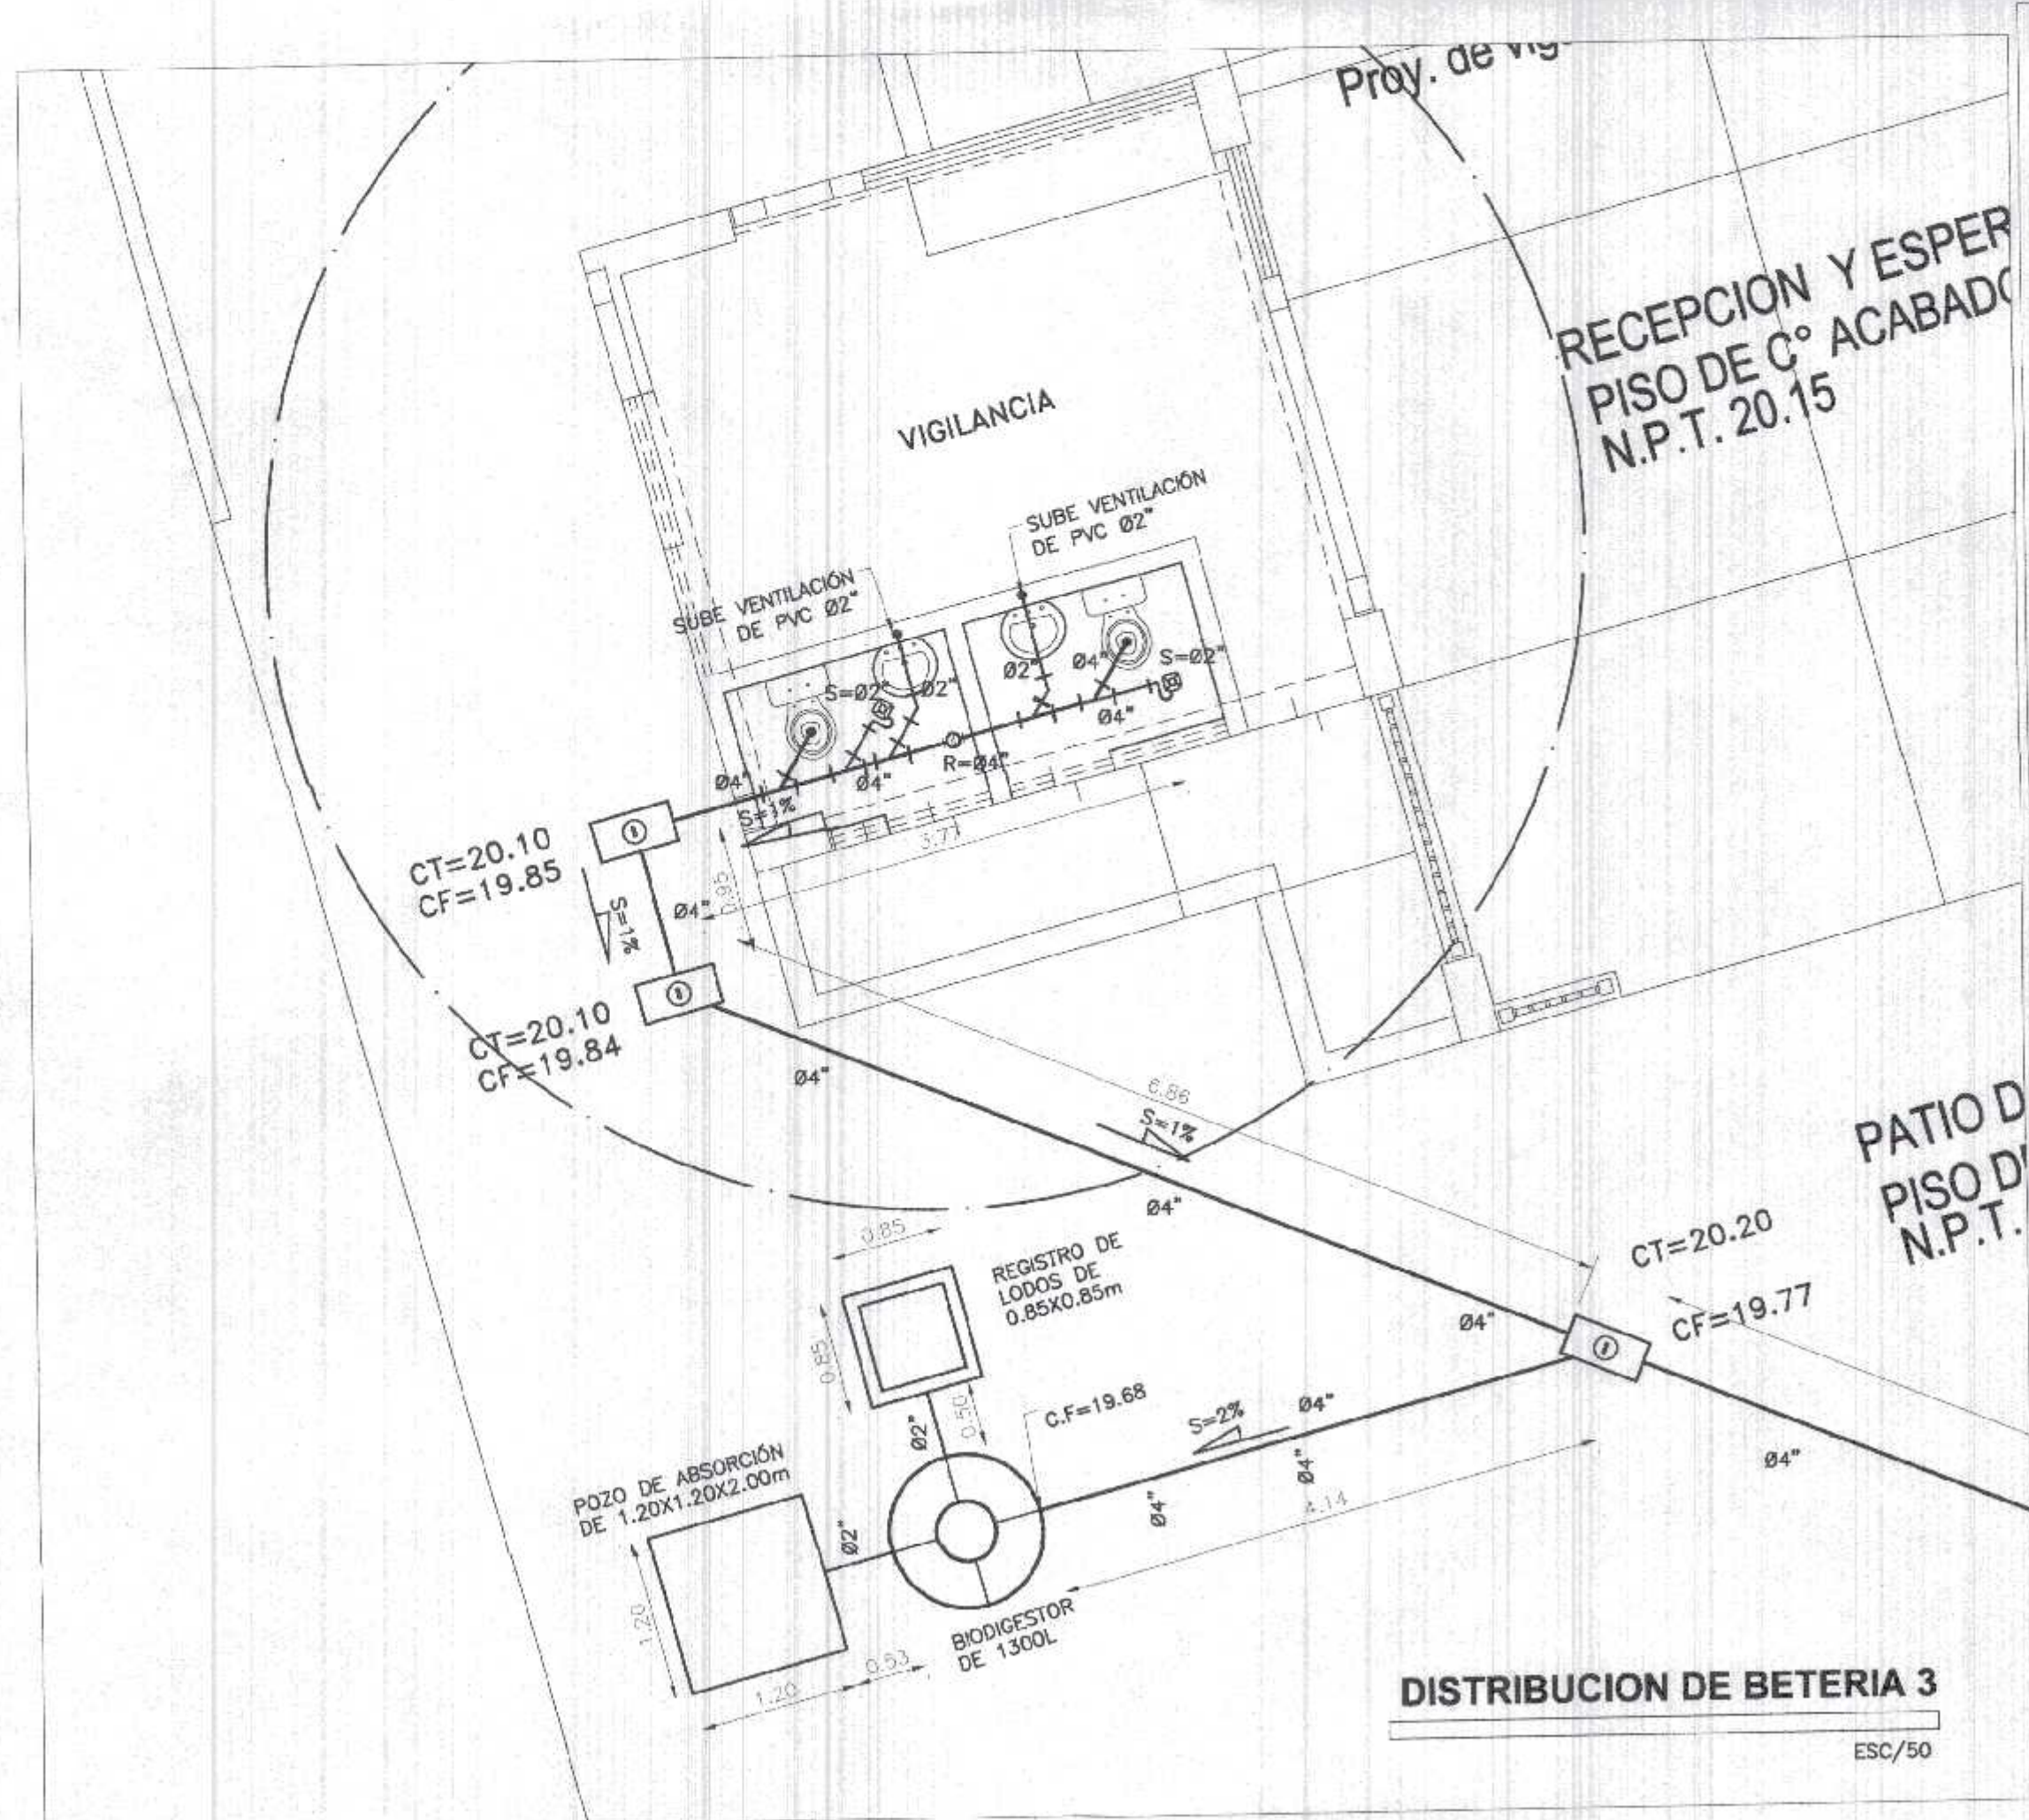 Proy. de
RECEPCION Y ESPER
PISO DE C° ACABADO
N.P.T. 20.15
VIGILANCIA
SUBE VENTILACIÓN
DE PVC Ø2"
SUBE VENTILACIÓN
DE PVC Ø2"
Ø2"
Ø4"
S=Ø2"
S=Ø2"
Ø2"
Ø4"
R=Ø4"
Ø4"
Ø4"
S=1%
3.77
CT=20.10
CF=19.85
0.95
Ø4"
S=1%
CT=20.10
CF=19.84
Ø4"
6.86
S=1%
PATIO D
PISO D
N.P.T.
Ø4"
CT=20.20
CF=19.77
0.85
REGISTRO DE
LODOS DE
0.85X0.85m
0.85
Ø4"
Ø2"
0.50
C.F=19.68
S=2%
Ø4"
Ø4"
Ø4"
Ø4"
4.14
POZO DE ABSORCIÓN
DE 1.20X1.20X2.00m
Ø2"
1.20
BIODIGESTOR
DE 1300L
0.53
1.20
DISTRIBUCION DE BETERIA 3
ESC/50